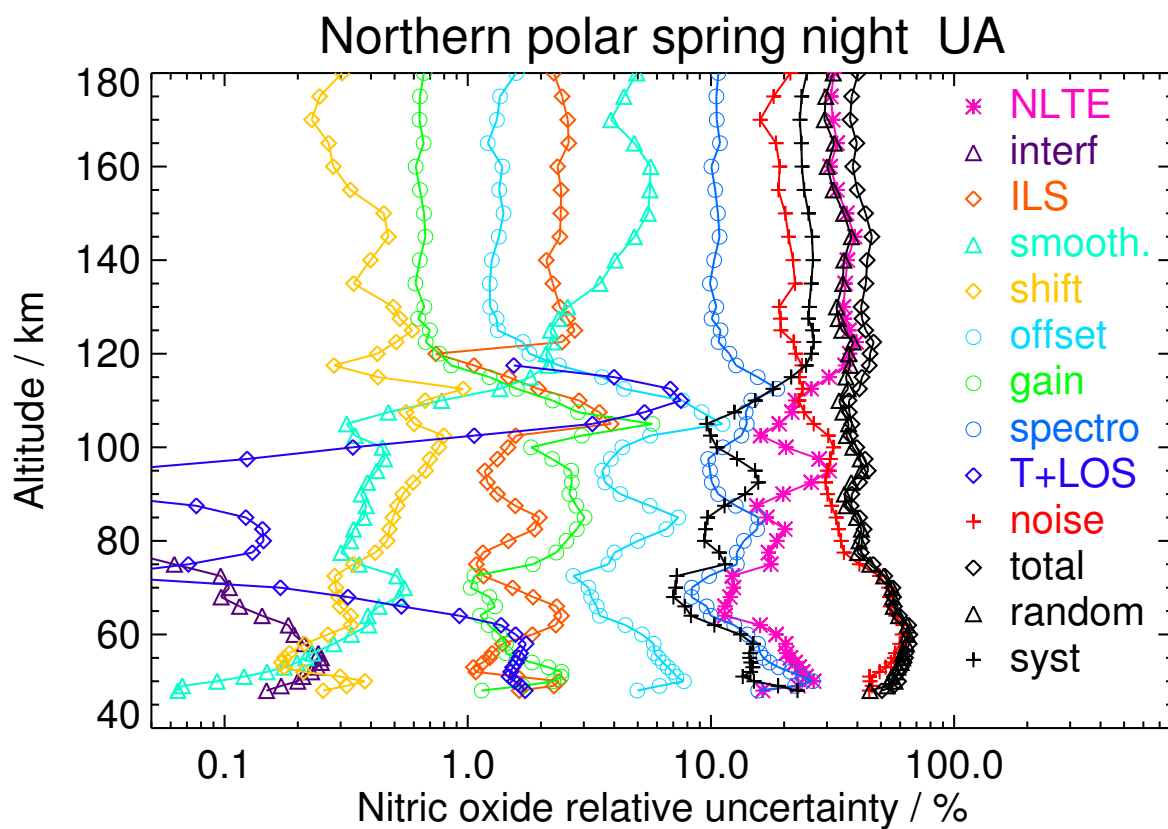 Northern polar spring night UA
Altitude / km
180
160
140
120
100
80
60
40
0.1
1.0
10.0
100.0
Nitric oxide relative uncertainty / %
NLTE
interf
ILS
smooth.
shift
offset
gain
spectro
T+LOS
noise
total
random
syst